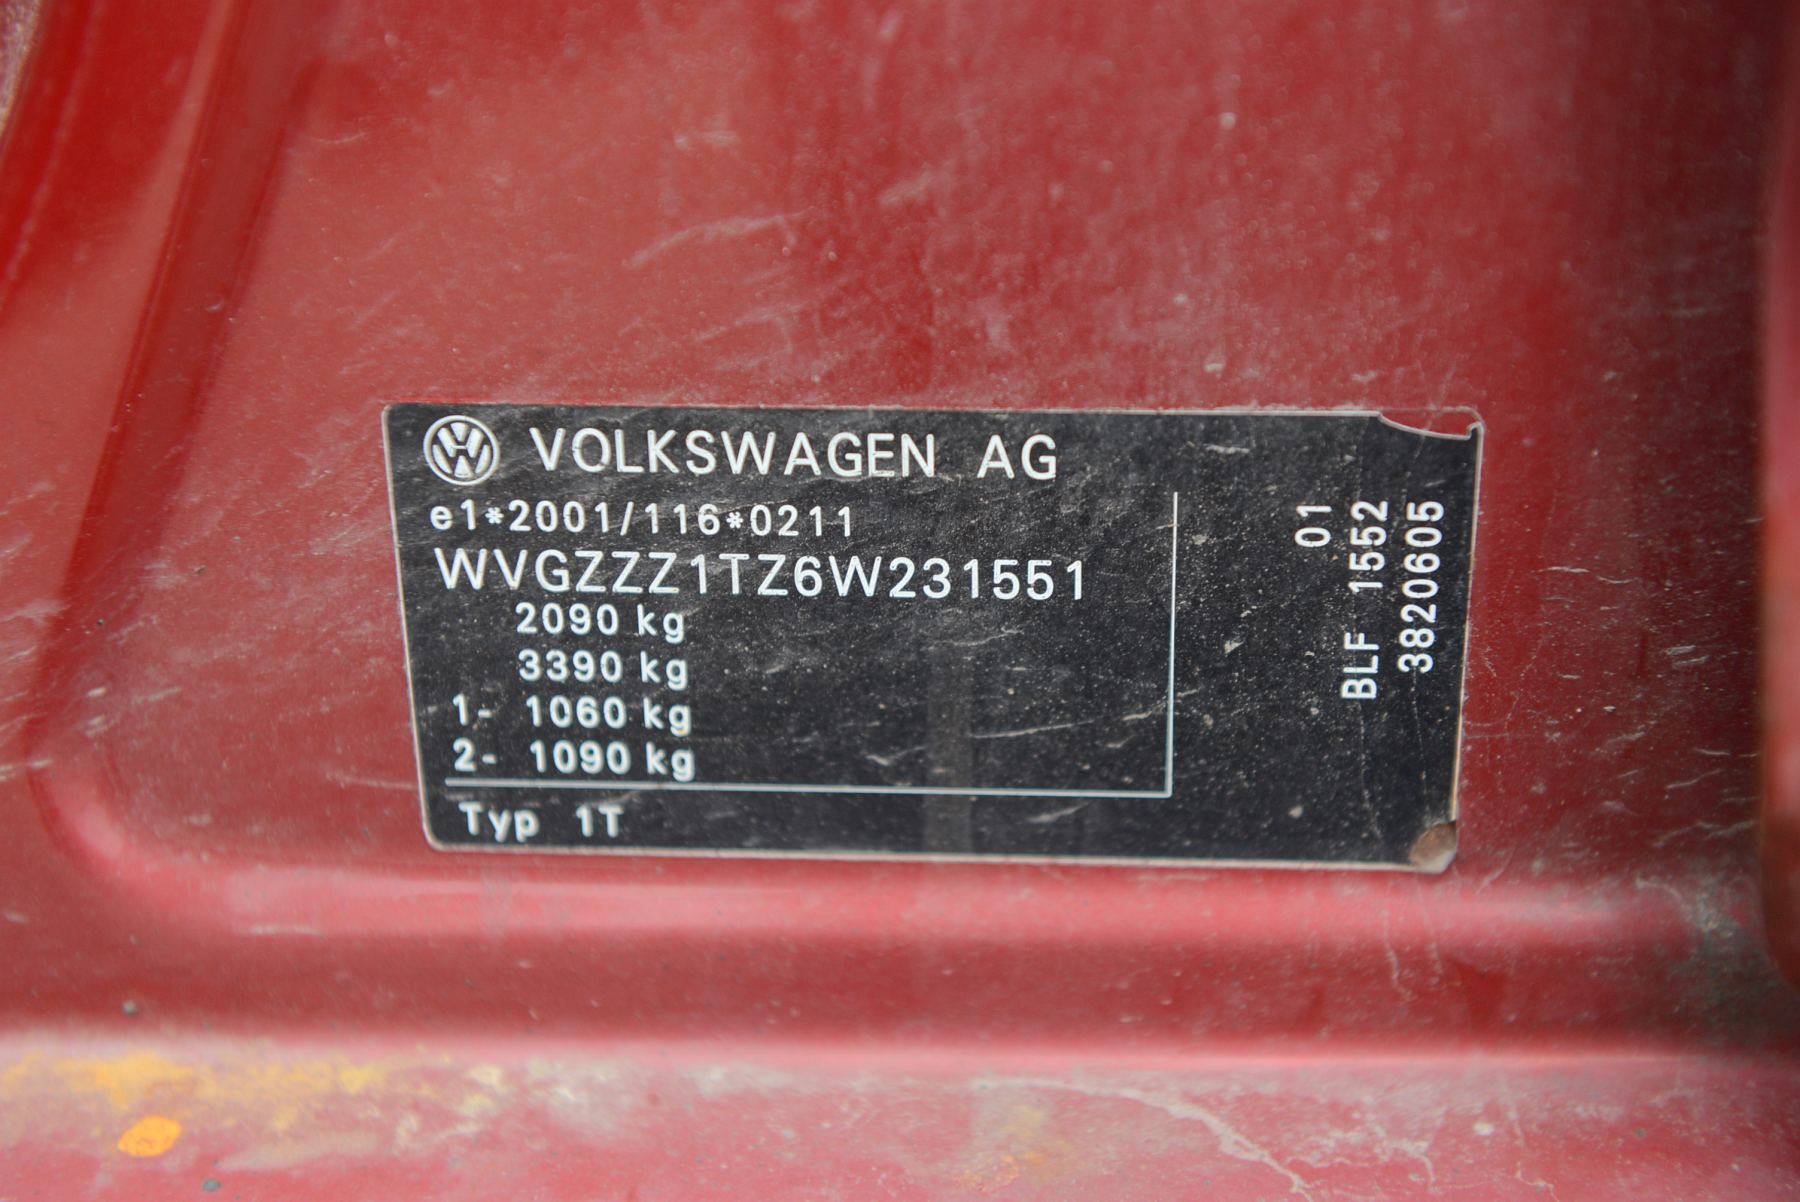 VOLKSWAGEN AG
e1*2001/116*0211
WVGZZZ1TZ6W231551
2090 kg
3390 kg
1- 1060 kg
2- 1090 kg
Typ 1T
01
BLF 1552
3820605